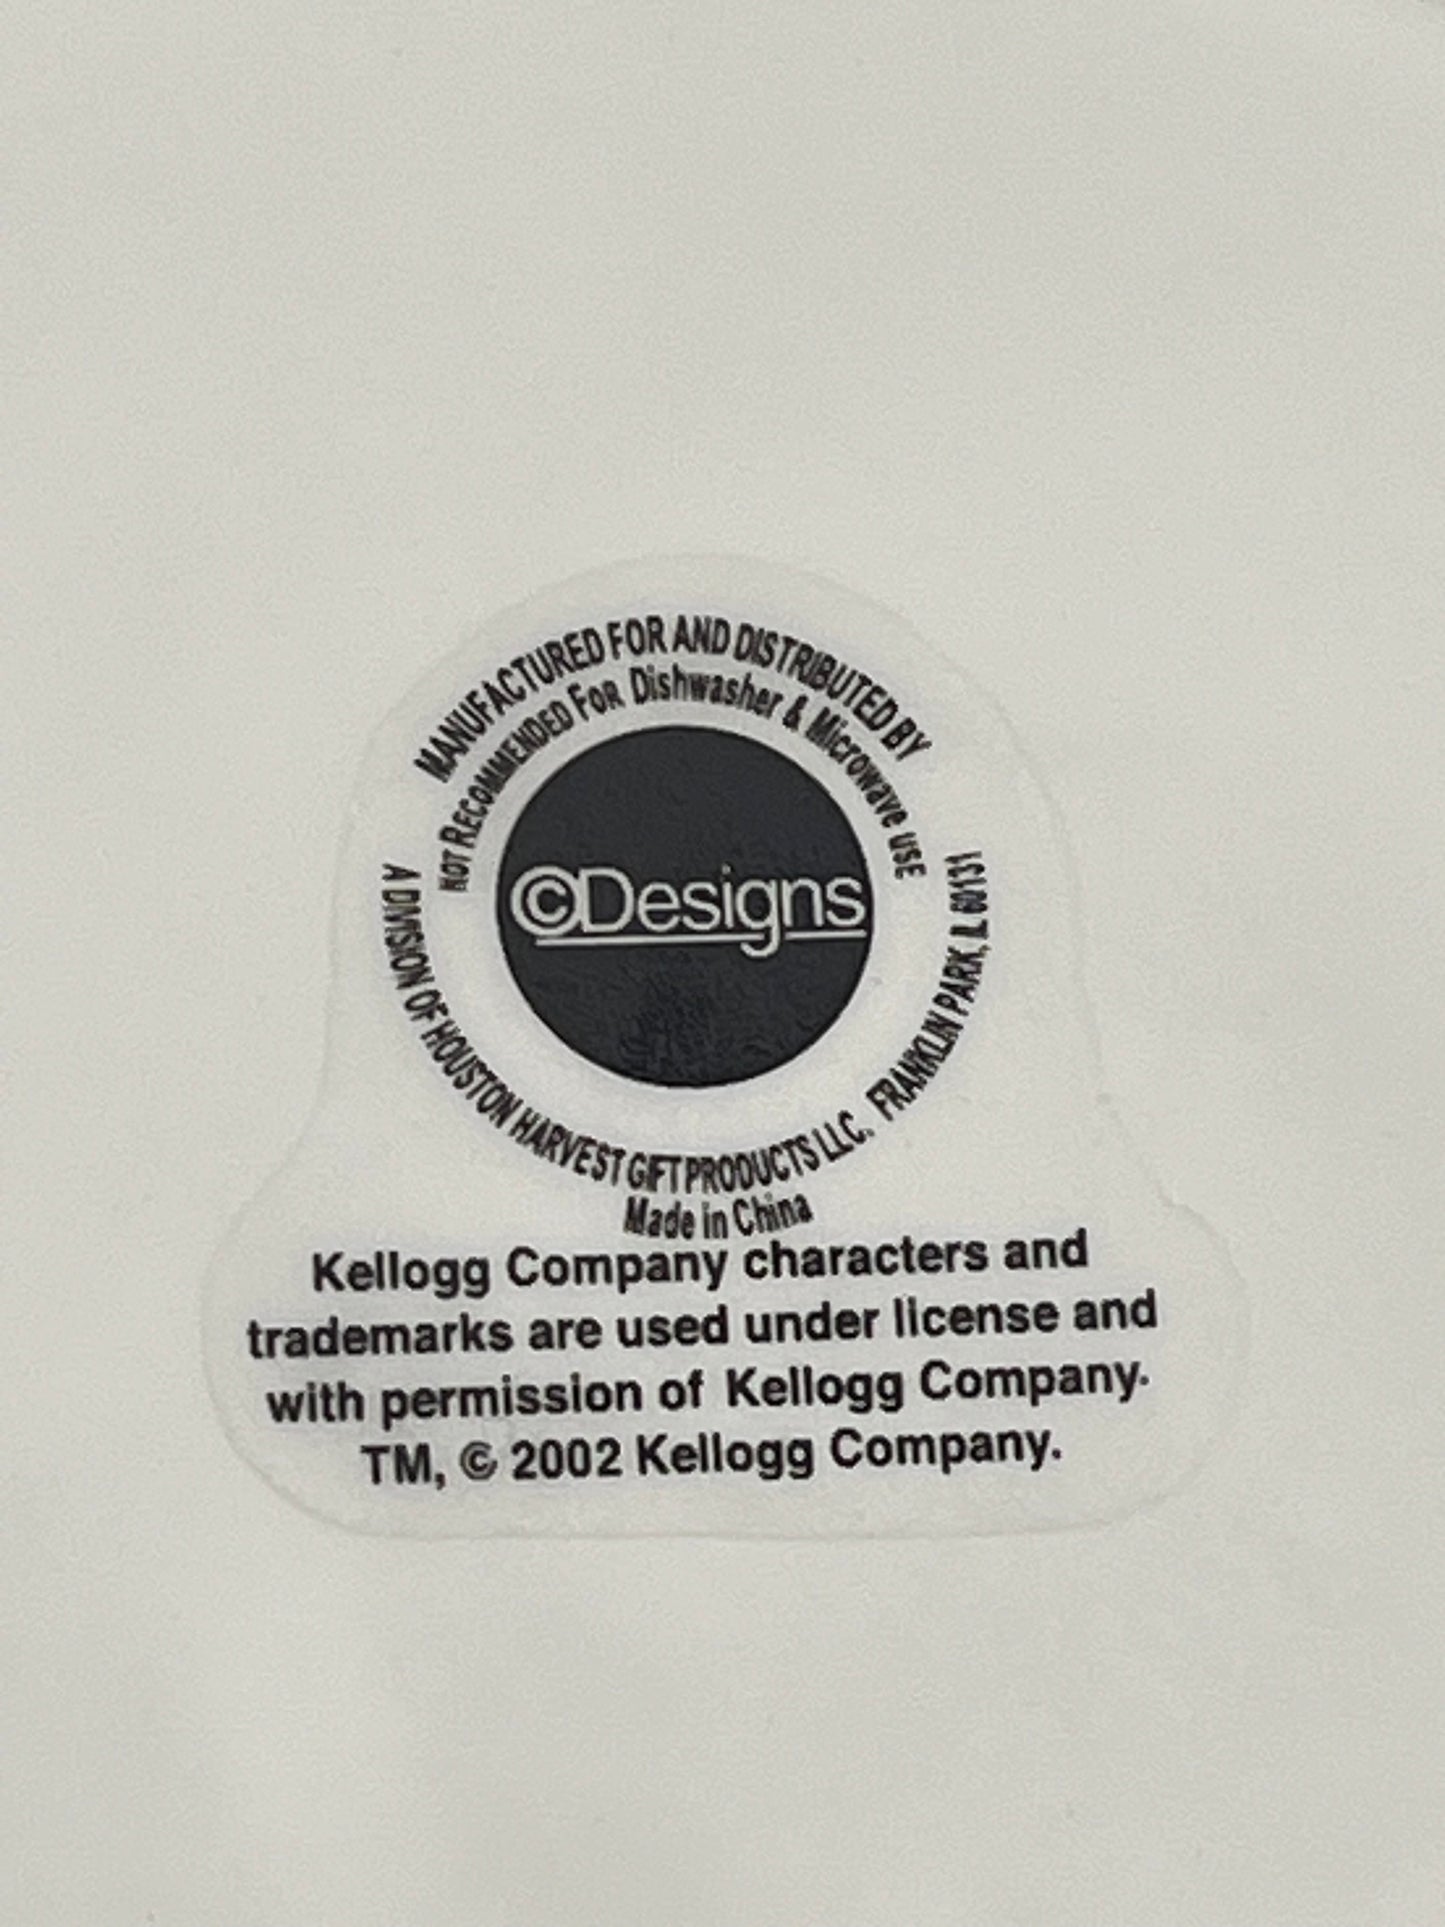 MANUFACTURED FOR AND DISTRIBUTED BY
NOT RECOMMENDED FOR Dishwasher & Microwave USE
©Designs
A DIVISION OF HOUSTON HARVEST GIFT PRODUCTS LLC. FRANKLIN PARK, IL 60131
Made in China
Kellogg Company characters and
trademarks are used under license and
with permission of Kellogg Company.
TM, © 2002 Kellogg Company.